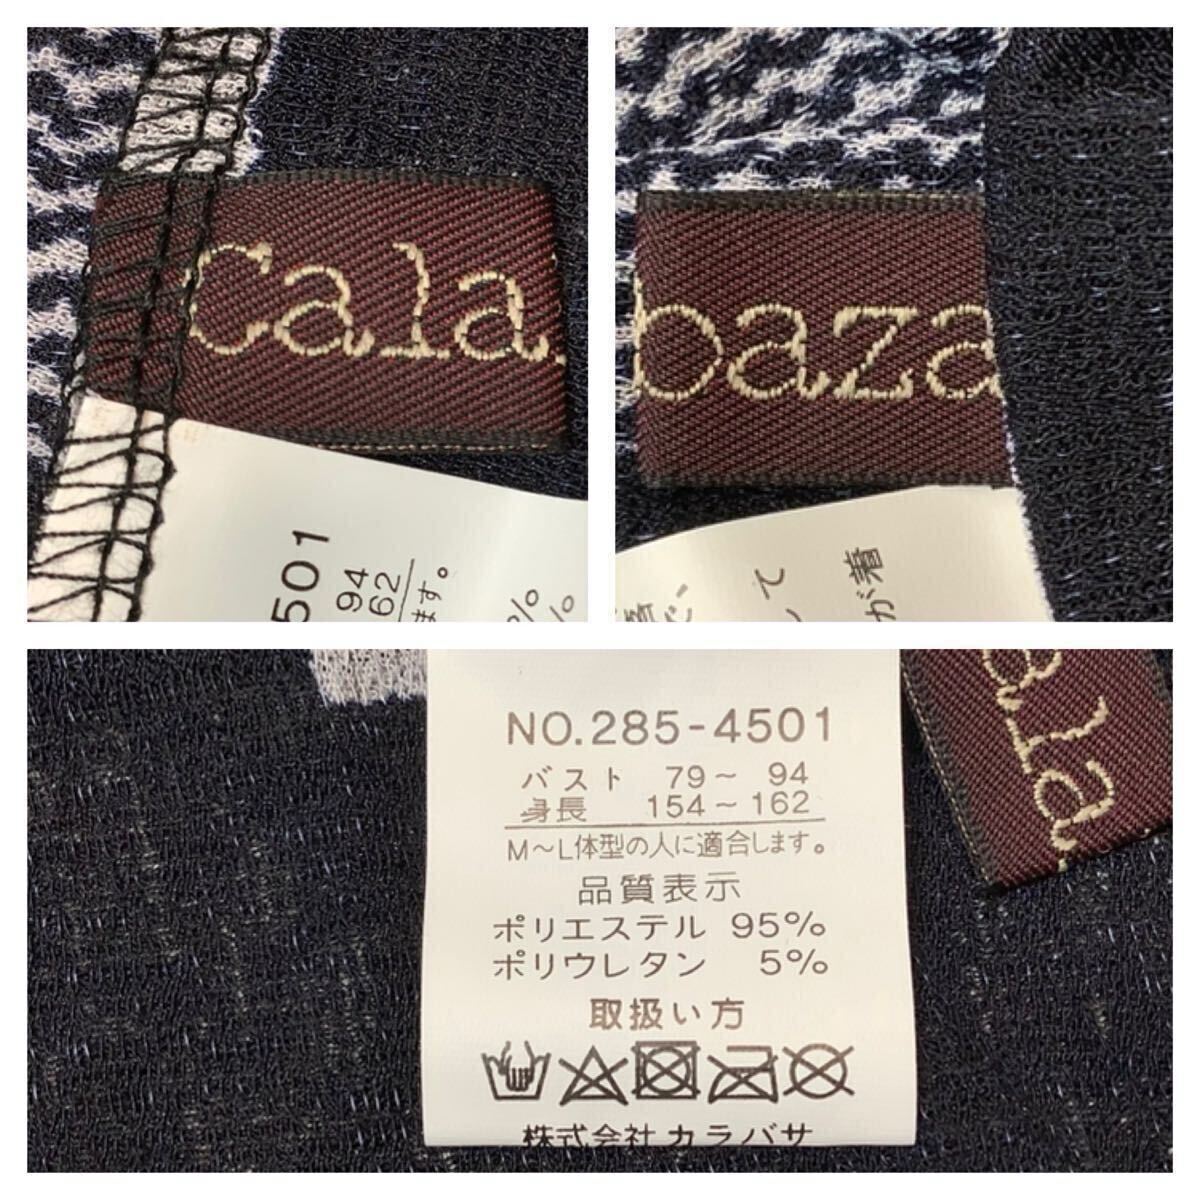 Cala
501
94
62
ます。
%
%
baza
して
が着
NO.285-4501
バスト 79～ 94
身長 154～162
M～L体型の人に適合します。
品質表示
ポリエステル 95%
ポリウレタン 5%
取扱い方
株式会社カラバサ
ala